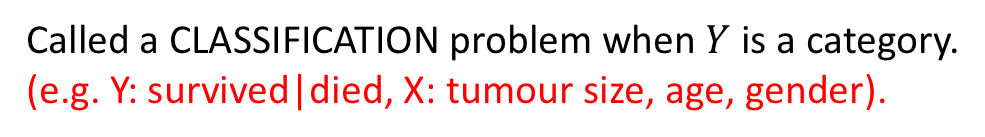 Called a CLASSIFICATION problem when Y is a category.
(e.g. Y: survived|died, X: tumour size, age, gender).